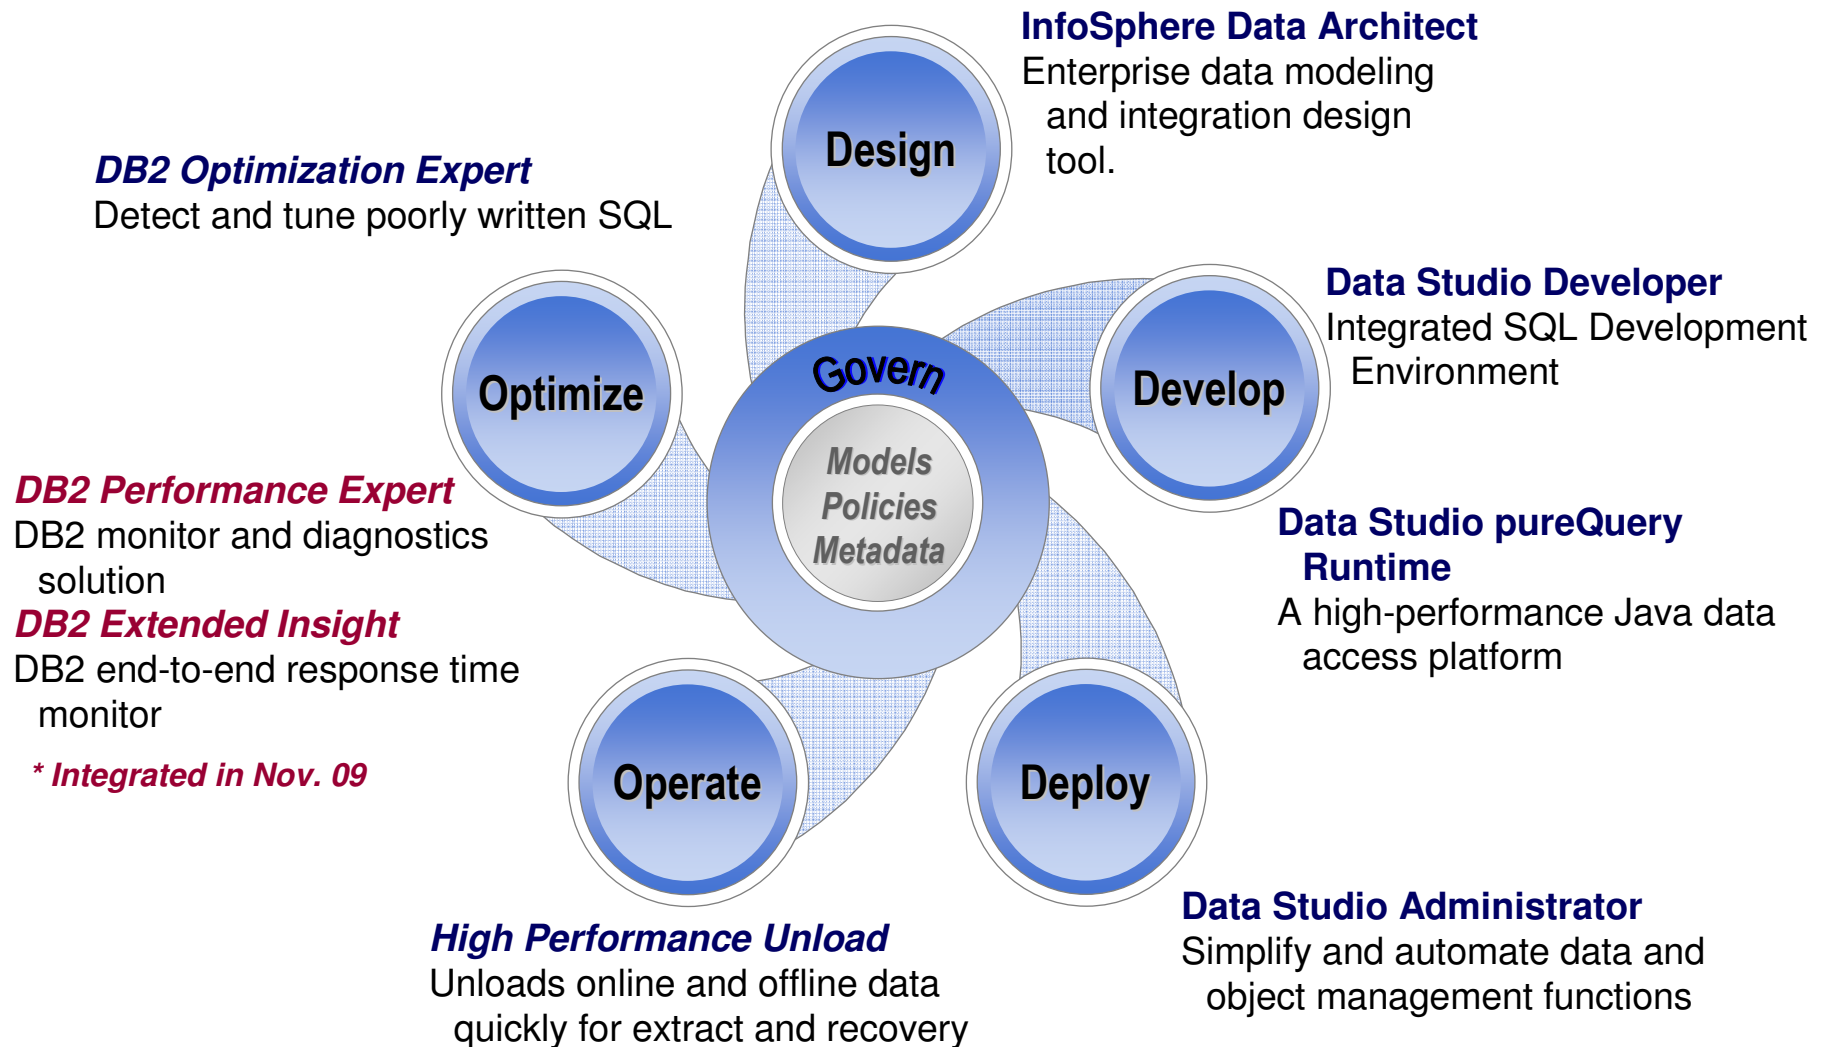 InfoSphere Data Architect
Enterprise data modeling
and integration design
tool.
Design
DB2 Optimization Expert
Detect and tune poorly written SQL
Data Studio Developer
Integrated SQL Development
Environment
Optimize
Govern
Develop
Models
Policies
Metadata
DB2 Performance Expert
DB2 monitor and diagnostics
solution
DB2 Extended Insight
DB2 end-to-end response time
monitor
* Integrated in Nov. 09
Data Studio pureQuery
Runtime
A high-performance Java data
access platform
Operate
Deploy
High Performance Unload
Unloads online and offline data
quickly for extract and recovery
Data Studio Administrator
Simplify and automate data and
object management functions